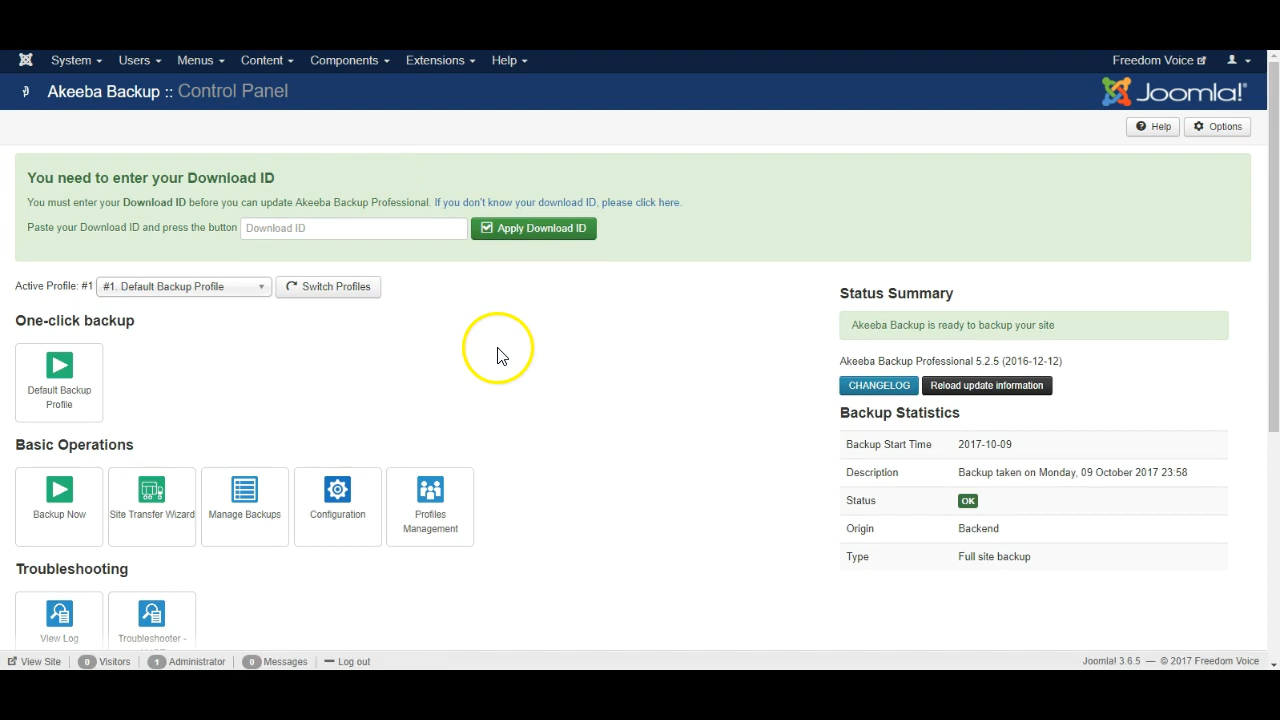 System Users Menus Content Components Extensions Help Freedom Voice
Akeeba Backup :: Control Panel Joomla!®
Help Options
You need to enter your Download ID
You must enter your Download ID before you can update Akeeba Backup Professional. If you don't know your download ID, please click here.
Paste your Download ID and press the button Download ID Apply Download ID
Active Profile: #1 #1. Default Backup Profile Switch Profiles
Status Summary
One-click backup
Akeeba Backup is ready to backup your site
Akeeba Backup Professional 5.2.5 (2016-12-12)
CHANGELOG Reload update information
Default Backup
Profile
Backup Statistics
Basic Operations
Backup Start Time 2017-10-09
Description Backup taken on Monday, 09 October 2017 23:58
Status OK
Backup Now Site Transfer Wizard Manage Backups Configuration Profiles
Management
Origin Backend
Type Full site backup
Troubleshooting
View Log Troubleshooter -
View Site 0 Visitors 1 Administrator 0 Messages Log out Joomla! 3.6.5 — © 2017 Freedom Voice